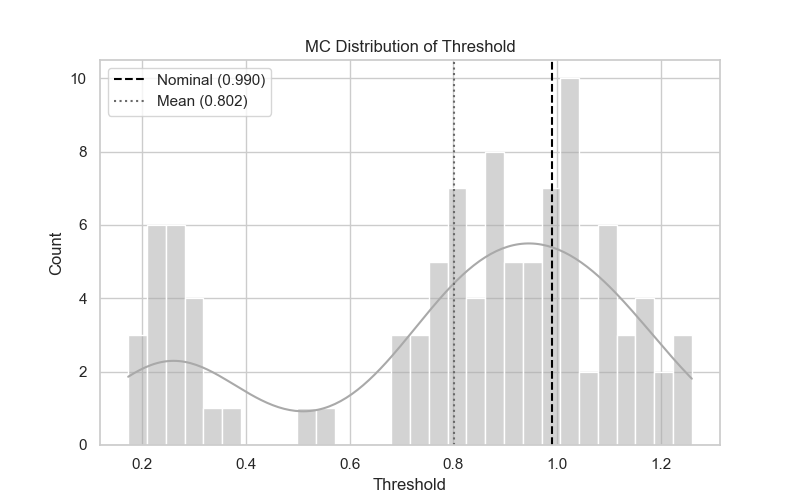 MC Distribution of Threshold
Nominal (0.990)
Mean (0.802)
10
8
6
4
2
0
Count
0.2
0.4
0.6
0.8
1.0
1.2
Threshold